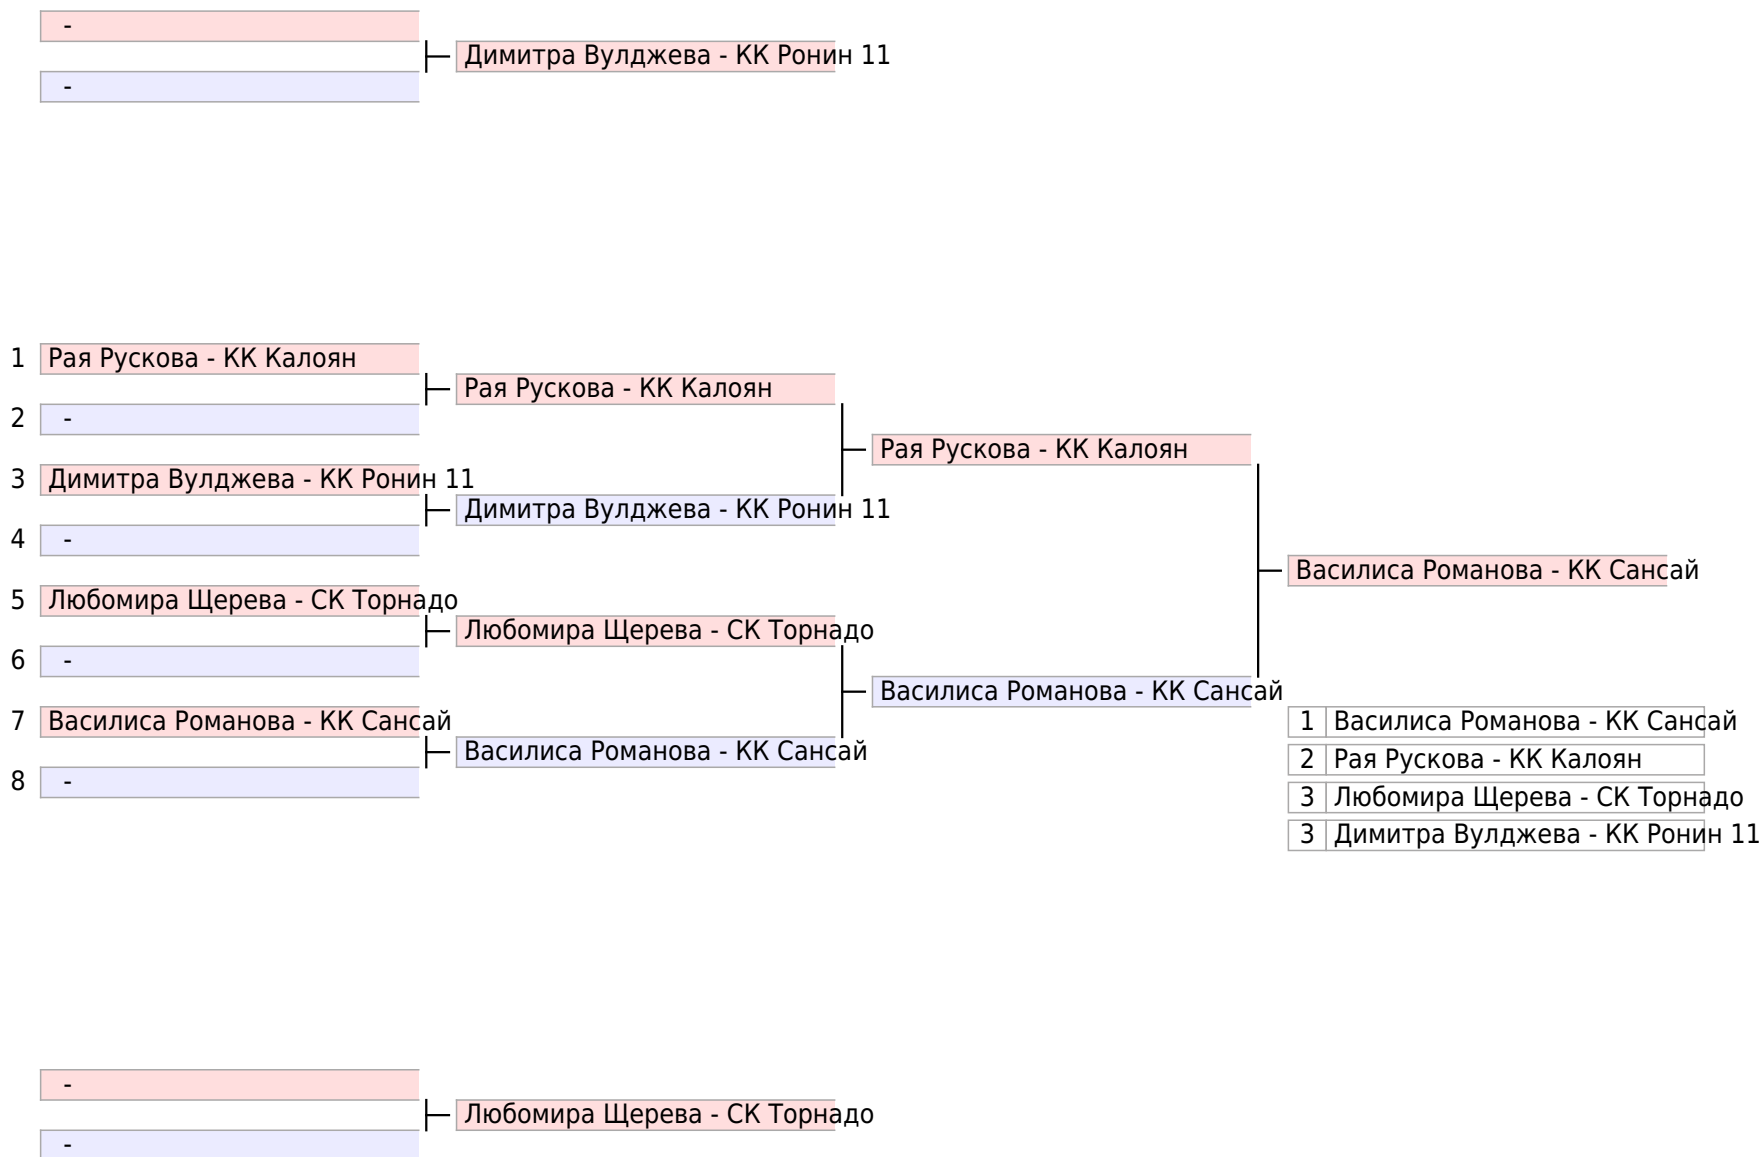 -
Димитра Вулджева - КК Ронин 11
-
1 Рая Рускова - КК Калоян
Рая Рускова - КК Калоян
2 -
Рая Рускова - КК Калоян
3 Димитра Вулджева - КК Ронин 11
Димитра Вулджева - КК Ронин 11
4 -
Василиса Романова - КК Сансай
5 Любомира Щерева - СК Торнадо
Любомира Щерева - СК Торнадо
6 -
Василиса Романова - КК Сансай
7 Василиса Романова - КК Сансай
1 Василиса Романова - КК Сансай
Василиса Романова - КК Сансай
2 Рая Рускова - КК Калоян
8 -
3 Любомира Щерева - СК Торнадо
3 Димитра Вулджева - КК Ронин 11
-
Любомира Щерева - СК Торнадо
-